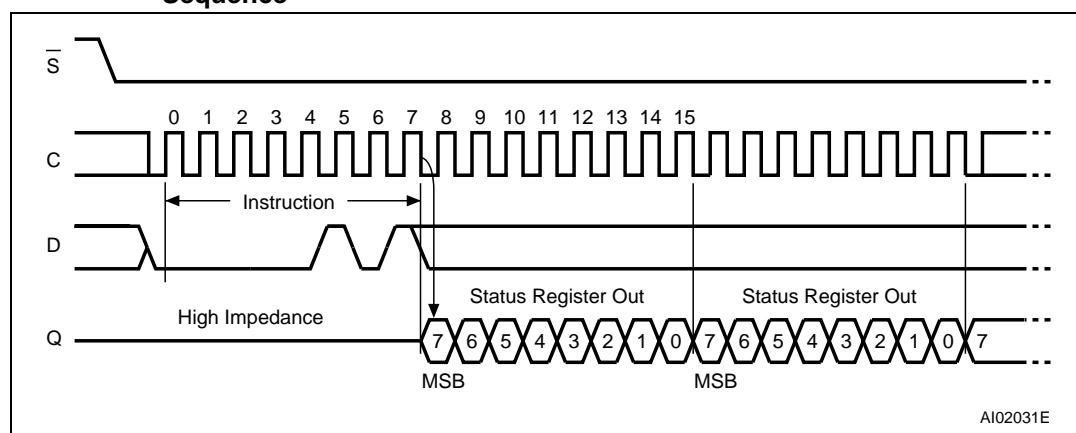 Sequence
S
0 1 2 3 4 5 6 7 8 9 10 11 12 13 14 15
C
Instruction
D
Status Register Out Status Register Out
High Impedance
Q
7 6 5 4 3 2 1 0 7 6 5 4 3 2 1 0 7
MSB MSB
AI02031E